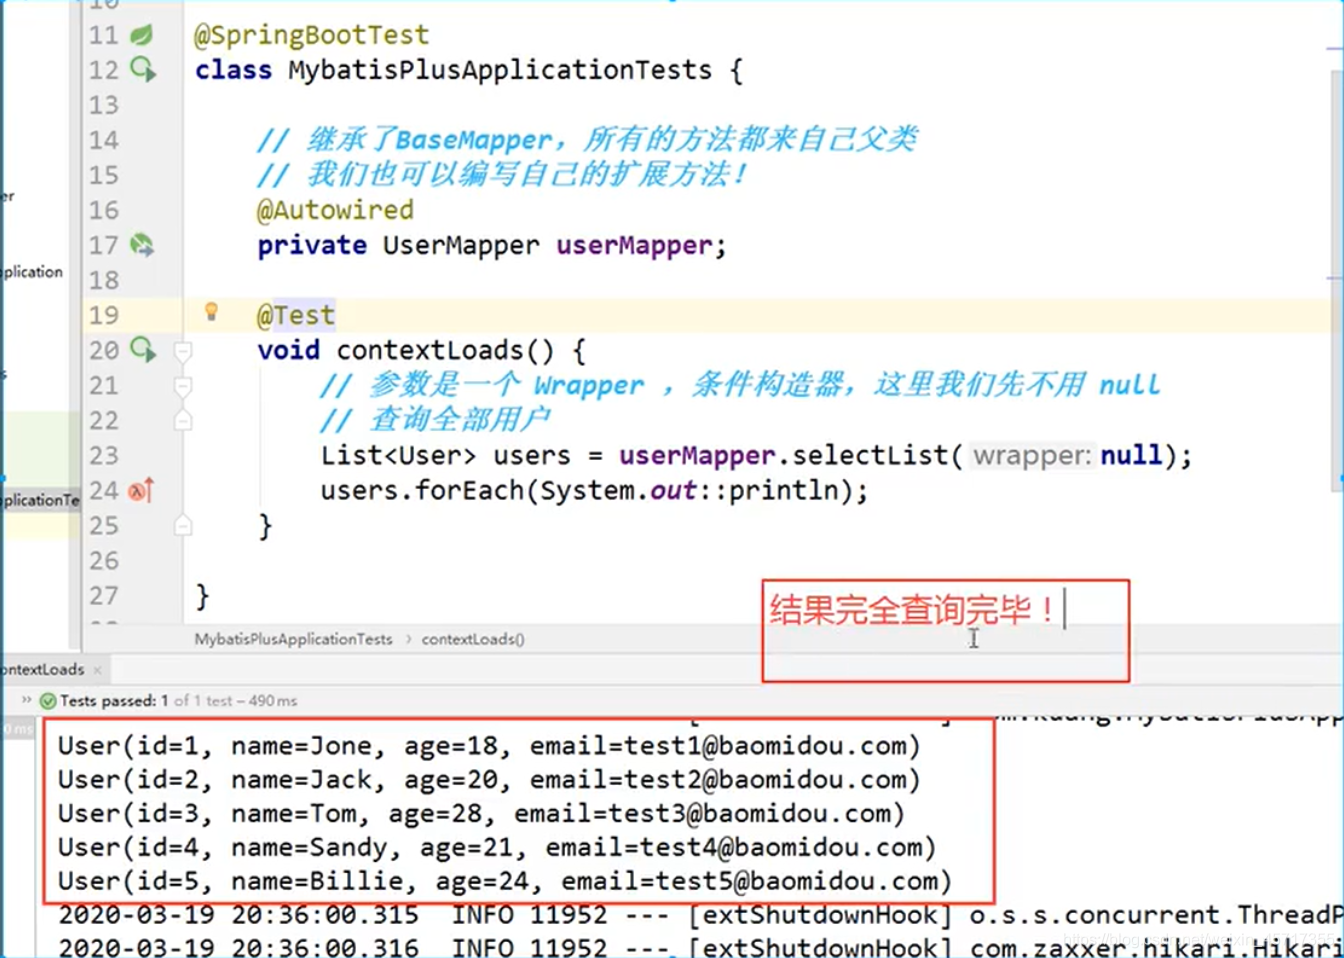 11 @SpringBootTest
12 class MybatisPlusApplicationTests {
13
14 // 继承了BaseMapper，所有的方法都来自己父类
15 // 我们也可以编写自己的扩展方法！
16 @Autowired
17 private UserMapper userMapper;
plication
18
19 @Test
20 void contextLoads() {
21 // 参数是一个 Wrapper ，条件构造器，这里我们先不用 null
22 // 查询全部用户
23 List<User> users = userMapper.selectList( wrapper: null);
24 users.forEach(System.out::println);
plicationTe
25 }
26
27 }
结果完全查询完毕！
MybatisPlusApplicationTests › contextLoads()
ontextLoads ×
» Tests passed: 1 of 1 test – 490 ms
User(id=1, name=Jone, age=18, email=test1@baomidou.com)
User(id=2, name=Jack, age=20, email=test2@baomidou.com)
User(id=3, name=Tom, age=28, email=test3@baomidou.com)
User(id=4, name=Sandy, age=21, email=test4@baomidou.com)
User(id=5, name=Billie, age=24, email=test5@baomidou.com)
2020-03-19 20:36:00.315 INFO 11952 --- [extShutdownHook] o.s.s.concurrent.ThreadP
2020-03-19 20:36:00.316 INFO 11952 --- [extShutdownHook] com.zaxxer.hikari.Hikari